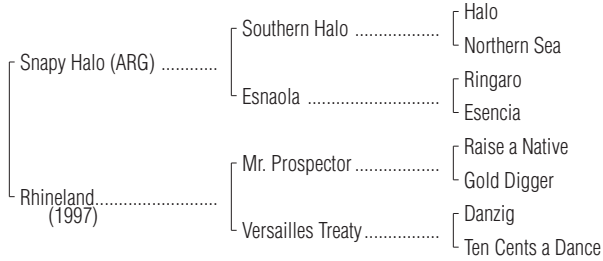 Halo
Southern Halo ..................
Northern Sea
Snapy Halo (ARG) ............
Ringaro
Esnaola ............................
Esencia
Raise a Native
Mr. Prospector ..................
Gold Digger
Rhineland..........................
(1997)
Danzig
Versailles Treaty................
Ten Cents a Dance